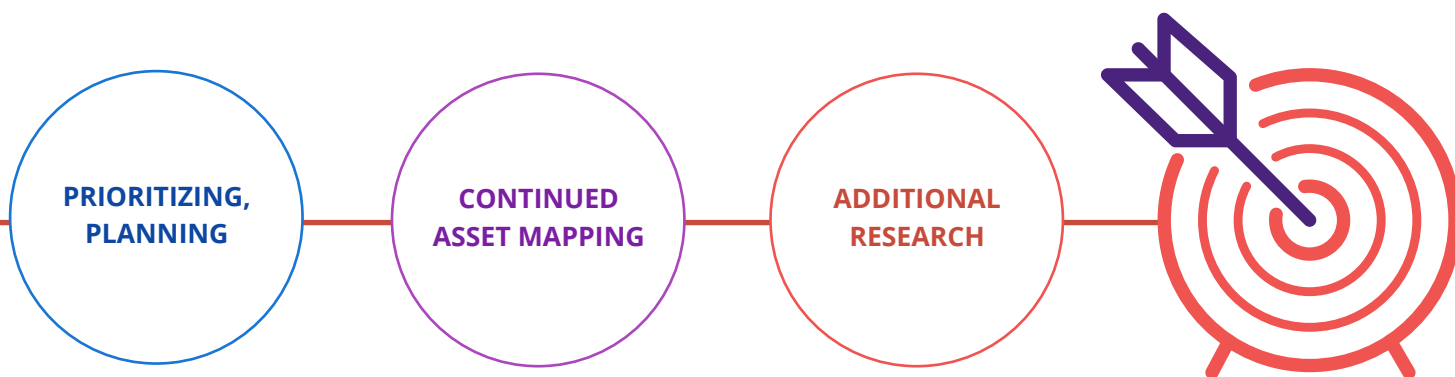 PRIORITIZING,
PLANNING
CONTINUED
ASSET MAPPING
ADDITIONAL
RESEARCH